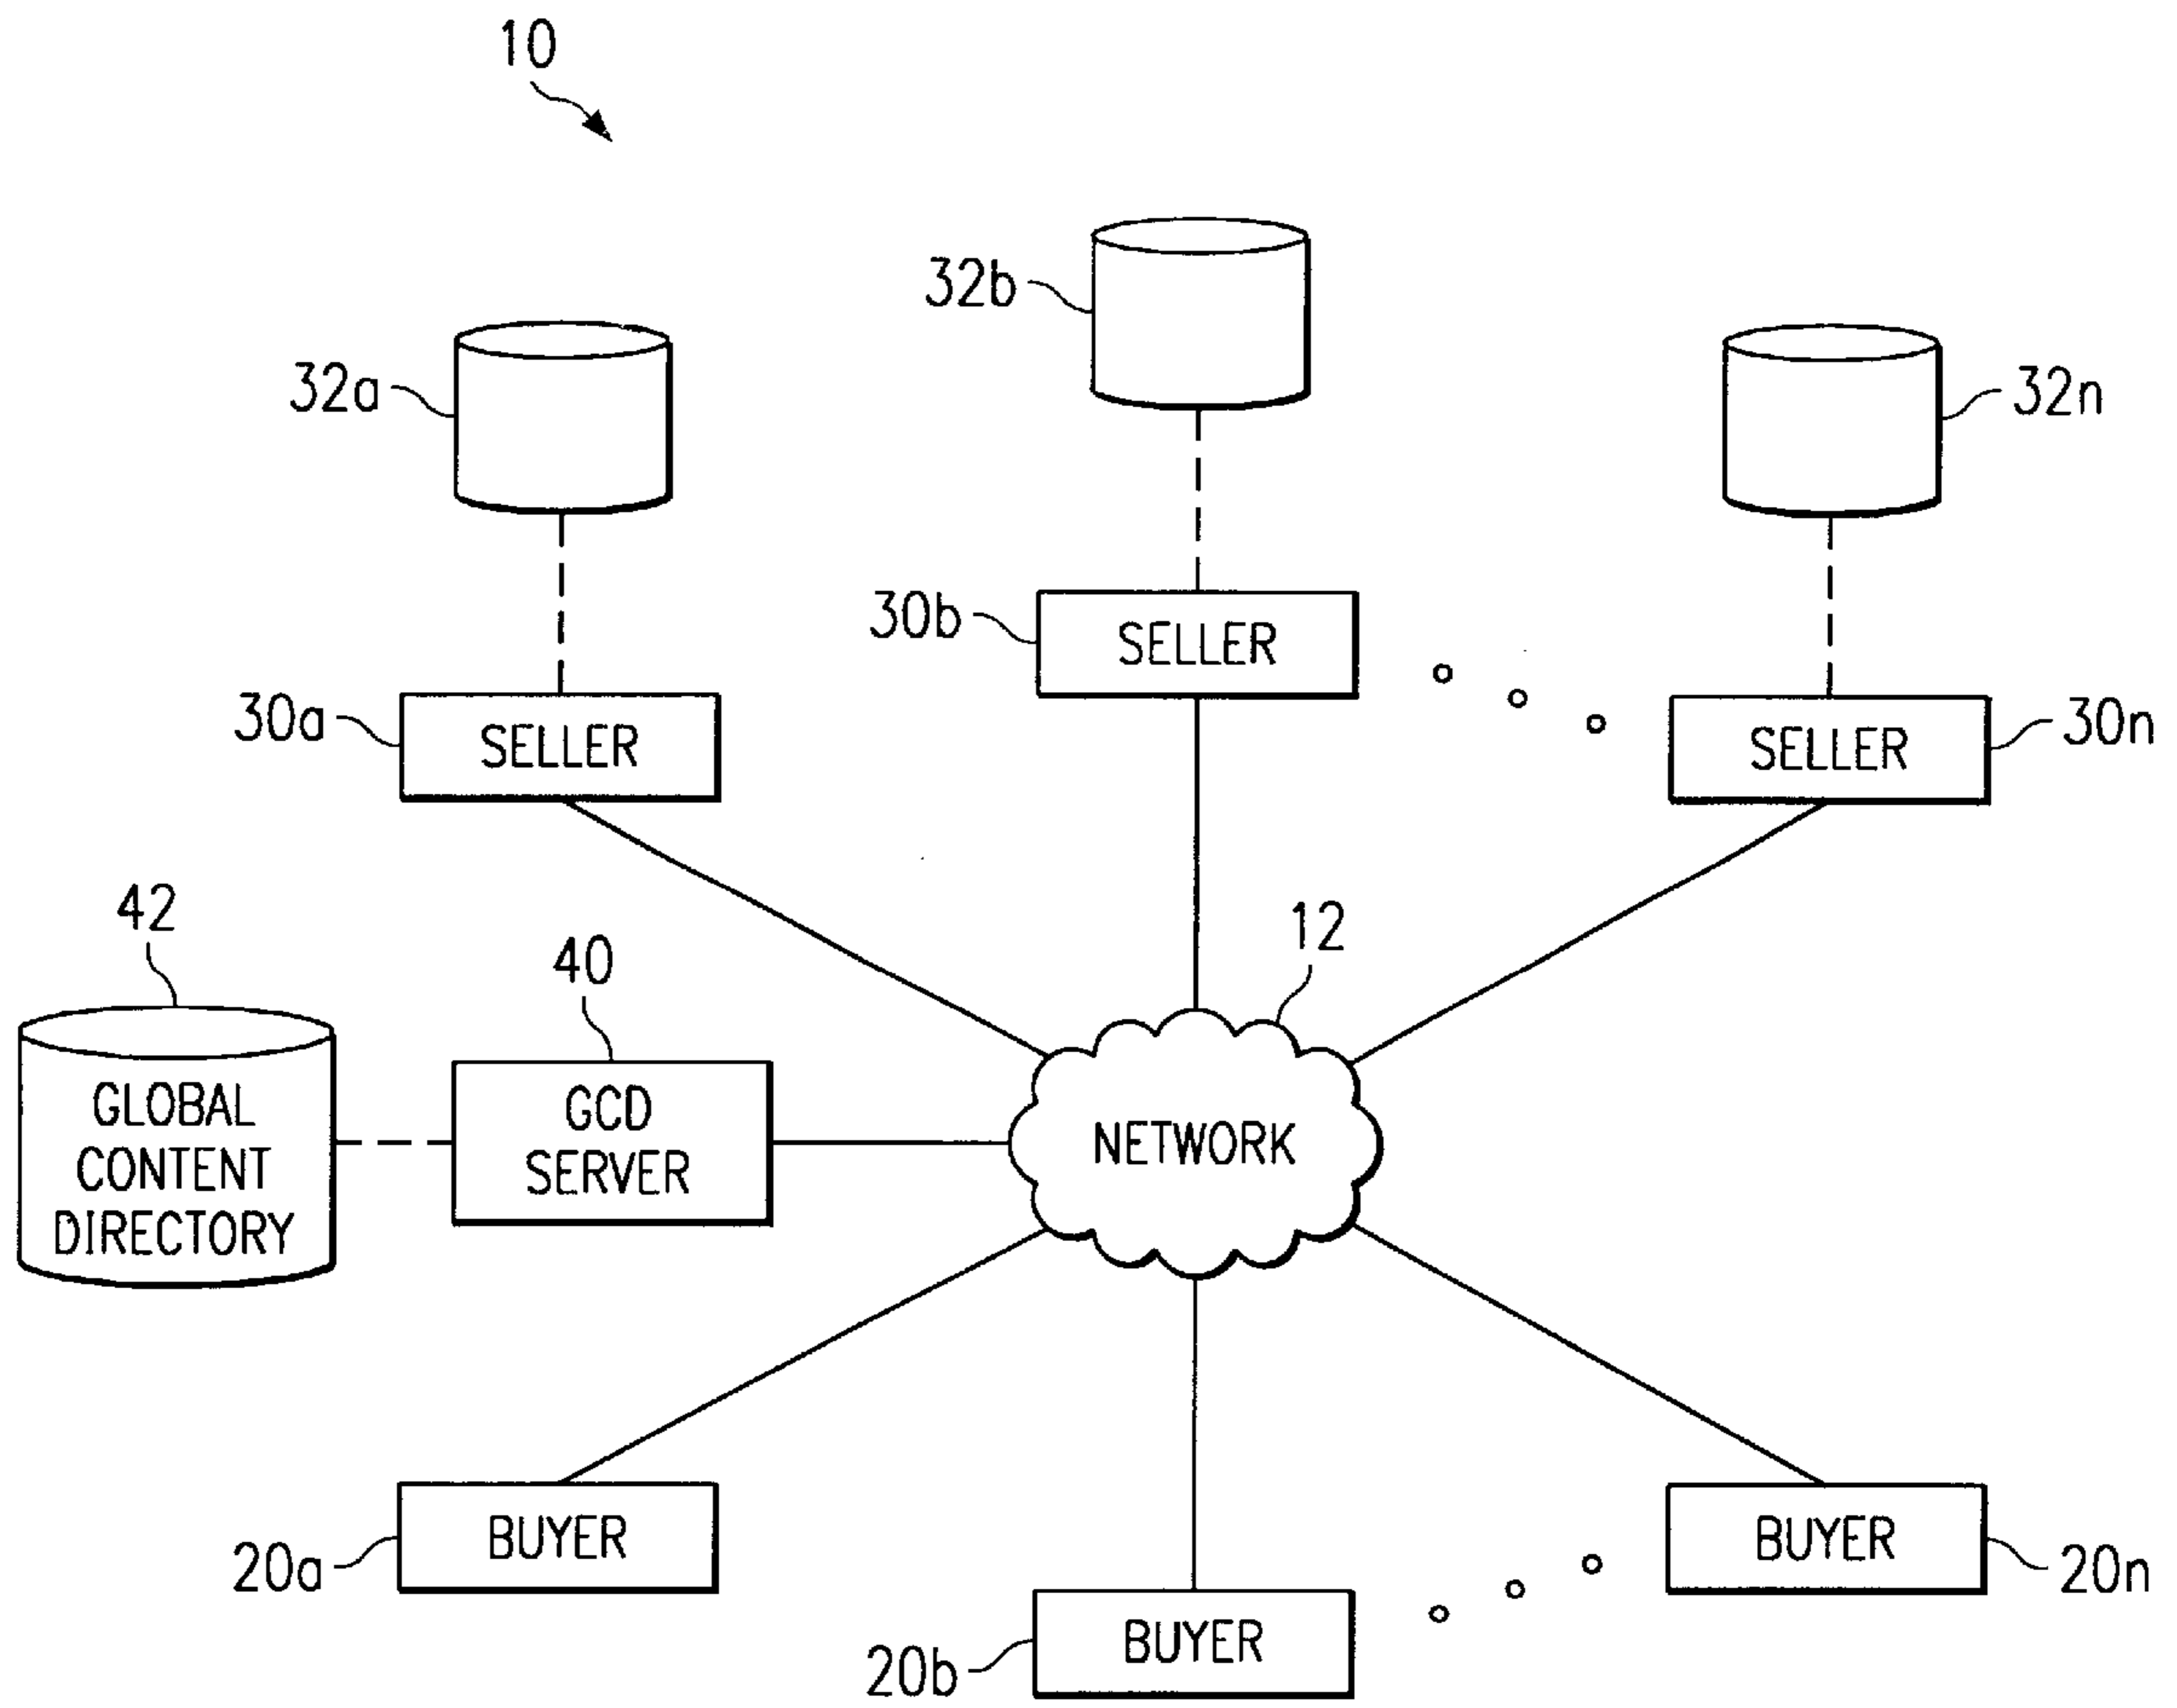 10
32b
32a
32n
30b
SELLER
30a
SELLER
SELLER
30n
42
12
40
GLOBAL
CONTENT
DIRECTORY
GCD
SERVER
NETWORK
BUYER
20a
BUYER
20n
BUYER
20b